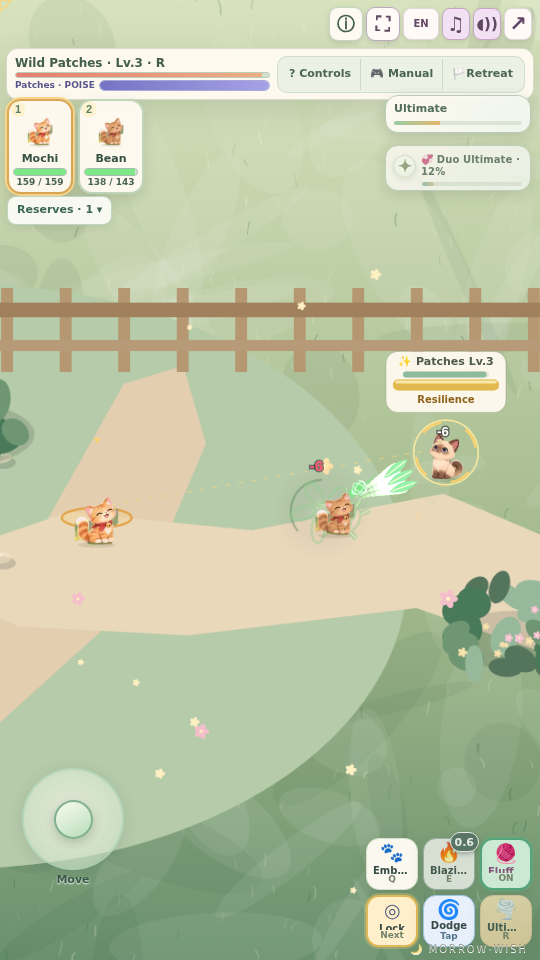 EN
Wild Patches · Lv.3 · R
Patches · POISE
? Controls
Manual
Retreat
Ultimate
Duo Ultimate · 12%
1
Mochi
159 / 159
2
Bean
138 / 143
Reserves · 1 ▾
✨ Patches Lv.3
Resilience
-6
-6
Move
0.6
Emb...
Q
Blazi...
E
Fluff
ON
Lock
Next
Dodge
Tap
Ulti...
R
MORROW-WISH